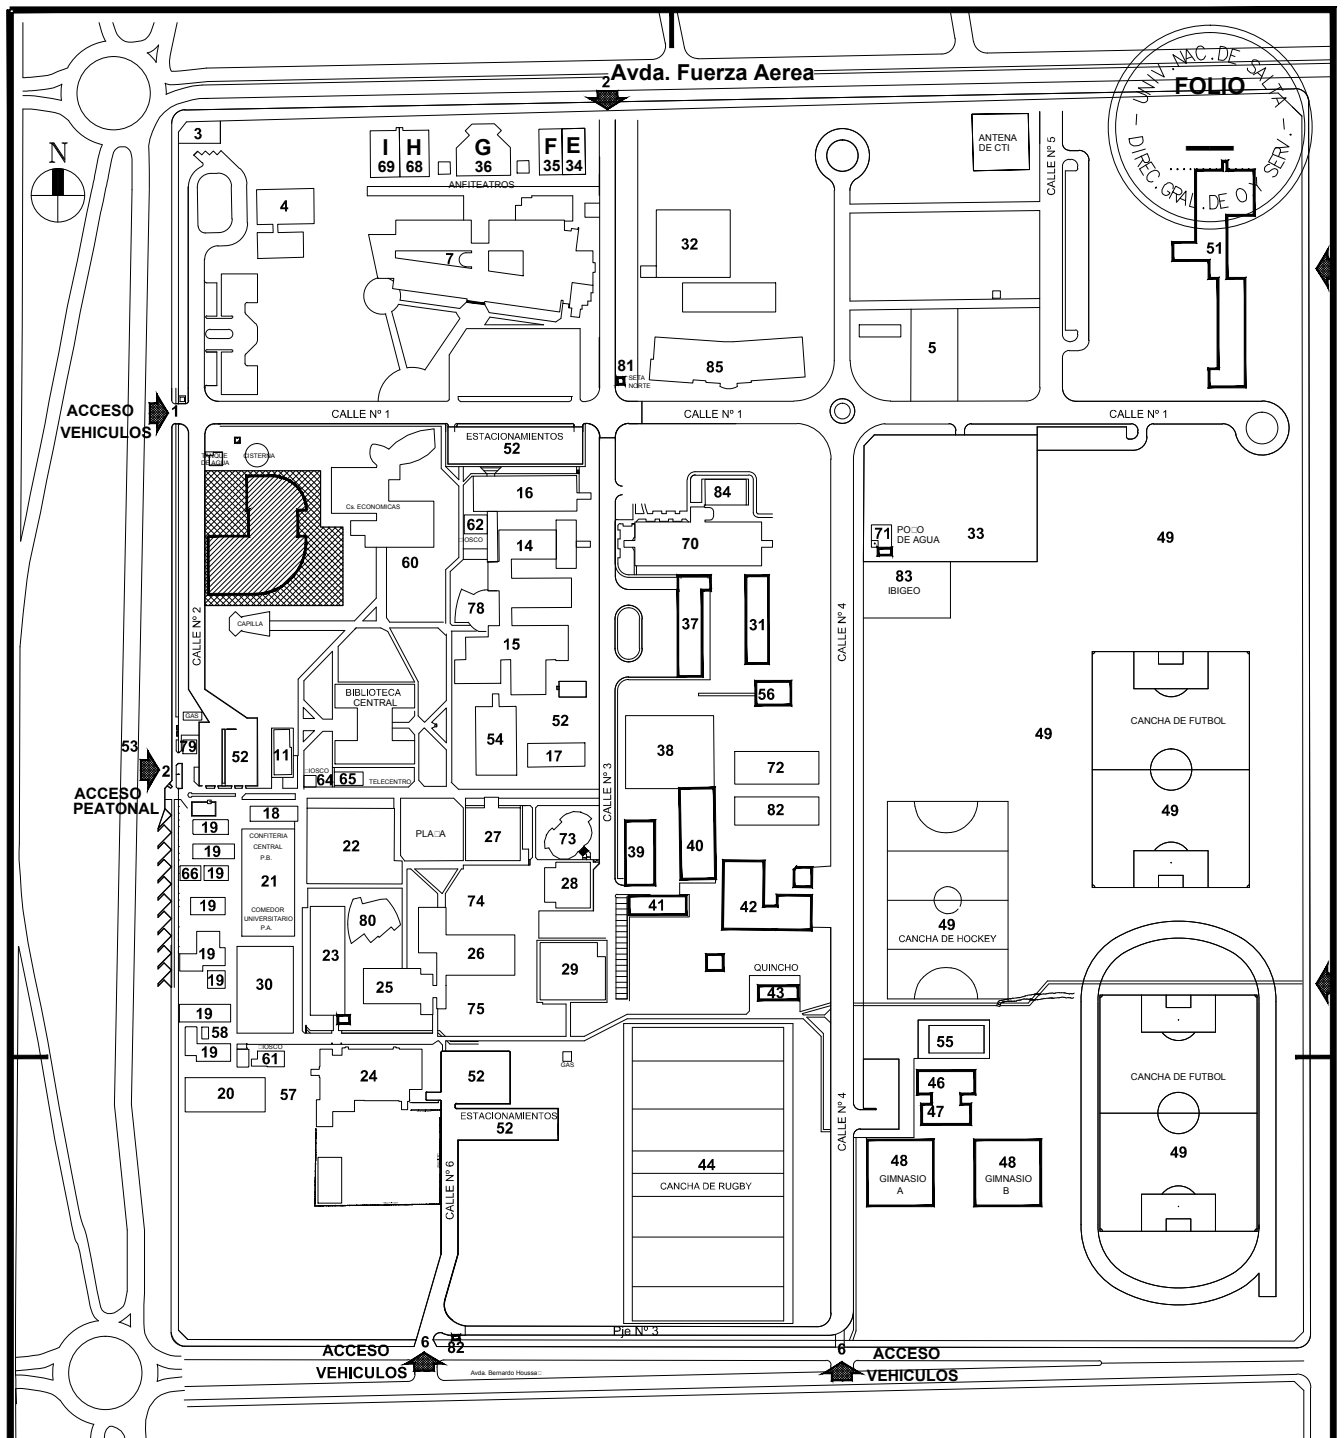 Avda. Fuerza Aerea
2
UNIV. NAC. DE SALTA
FOLIO
DIREC. GRAL. DE O Y SERV.
N
3
I
H
G
F
E
69
68
36
35
34
ANFITEATROS
ANTENA
DE CTI
CALLE Nº 5
4
7
32
51
5
81
SETA
NORTE
85
ACCESO
1
VEHICULOS
CALLE Nº 1
CALLE Nº 1
CALLE Nº 1
ESTACIONAMIENTOS
52
TANQUE
DE AGUA
CISTERNA
Cs. ECONOMICAS
16
84
62
□IOSCO
14
70
71
PO□O
DE AGUA
33
49
60
83
IBIGEO
78
CAPILLA
CALLE Nº 2
37
31
CALLE Nº 4
15
BIBLIOTECA
CENTRAL
56
GAS
52
CANCHA DE FUTBOL
53
79
52
11
54
17
38
49
2
□IOSCO
64
65
TELECENTRO
72
ACCESO
PEATONAL
CALLE Nº 3
82
49
18
19
CONFITERIA
CENTRAL
P.B.
22
PLA□A
27
73
39
40
19
66
19
21
28
19
COMEDOR
UNIVERSITARIO
P.A.
80
74
41
42
49
CANCHA DE HOCKEY
19
23
26
19
30
25
29
QUINCHO
43
19
75
58
19
□IOSCO
61
GAS
55
24
52
CANCHA DE FUTBOL
20
57
46
47
ESTACIONAMIENTOS
52
CALLE Nº 4
49
44
CANCHA DE RUGBY
48
GIMNASIO
A
48
GIMNASIO
B
CALLE Nº 6
Pje Nº 3
ACCESO
VEHICULOS
6
82
6
ACCESO
VEHICULOS
Avda. Bernardo Houssa□